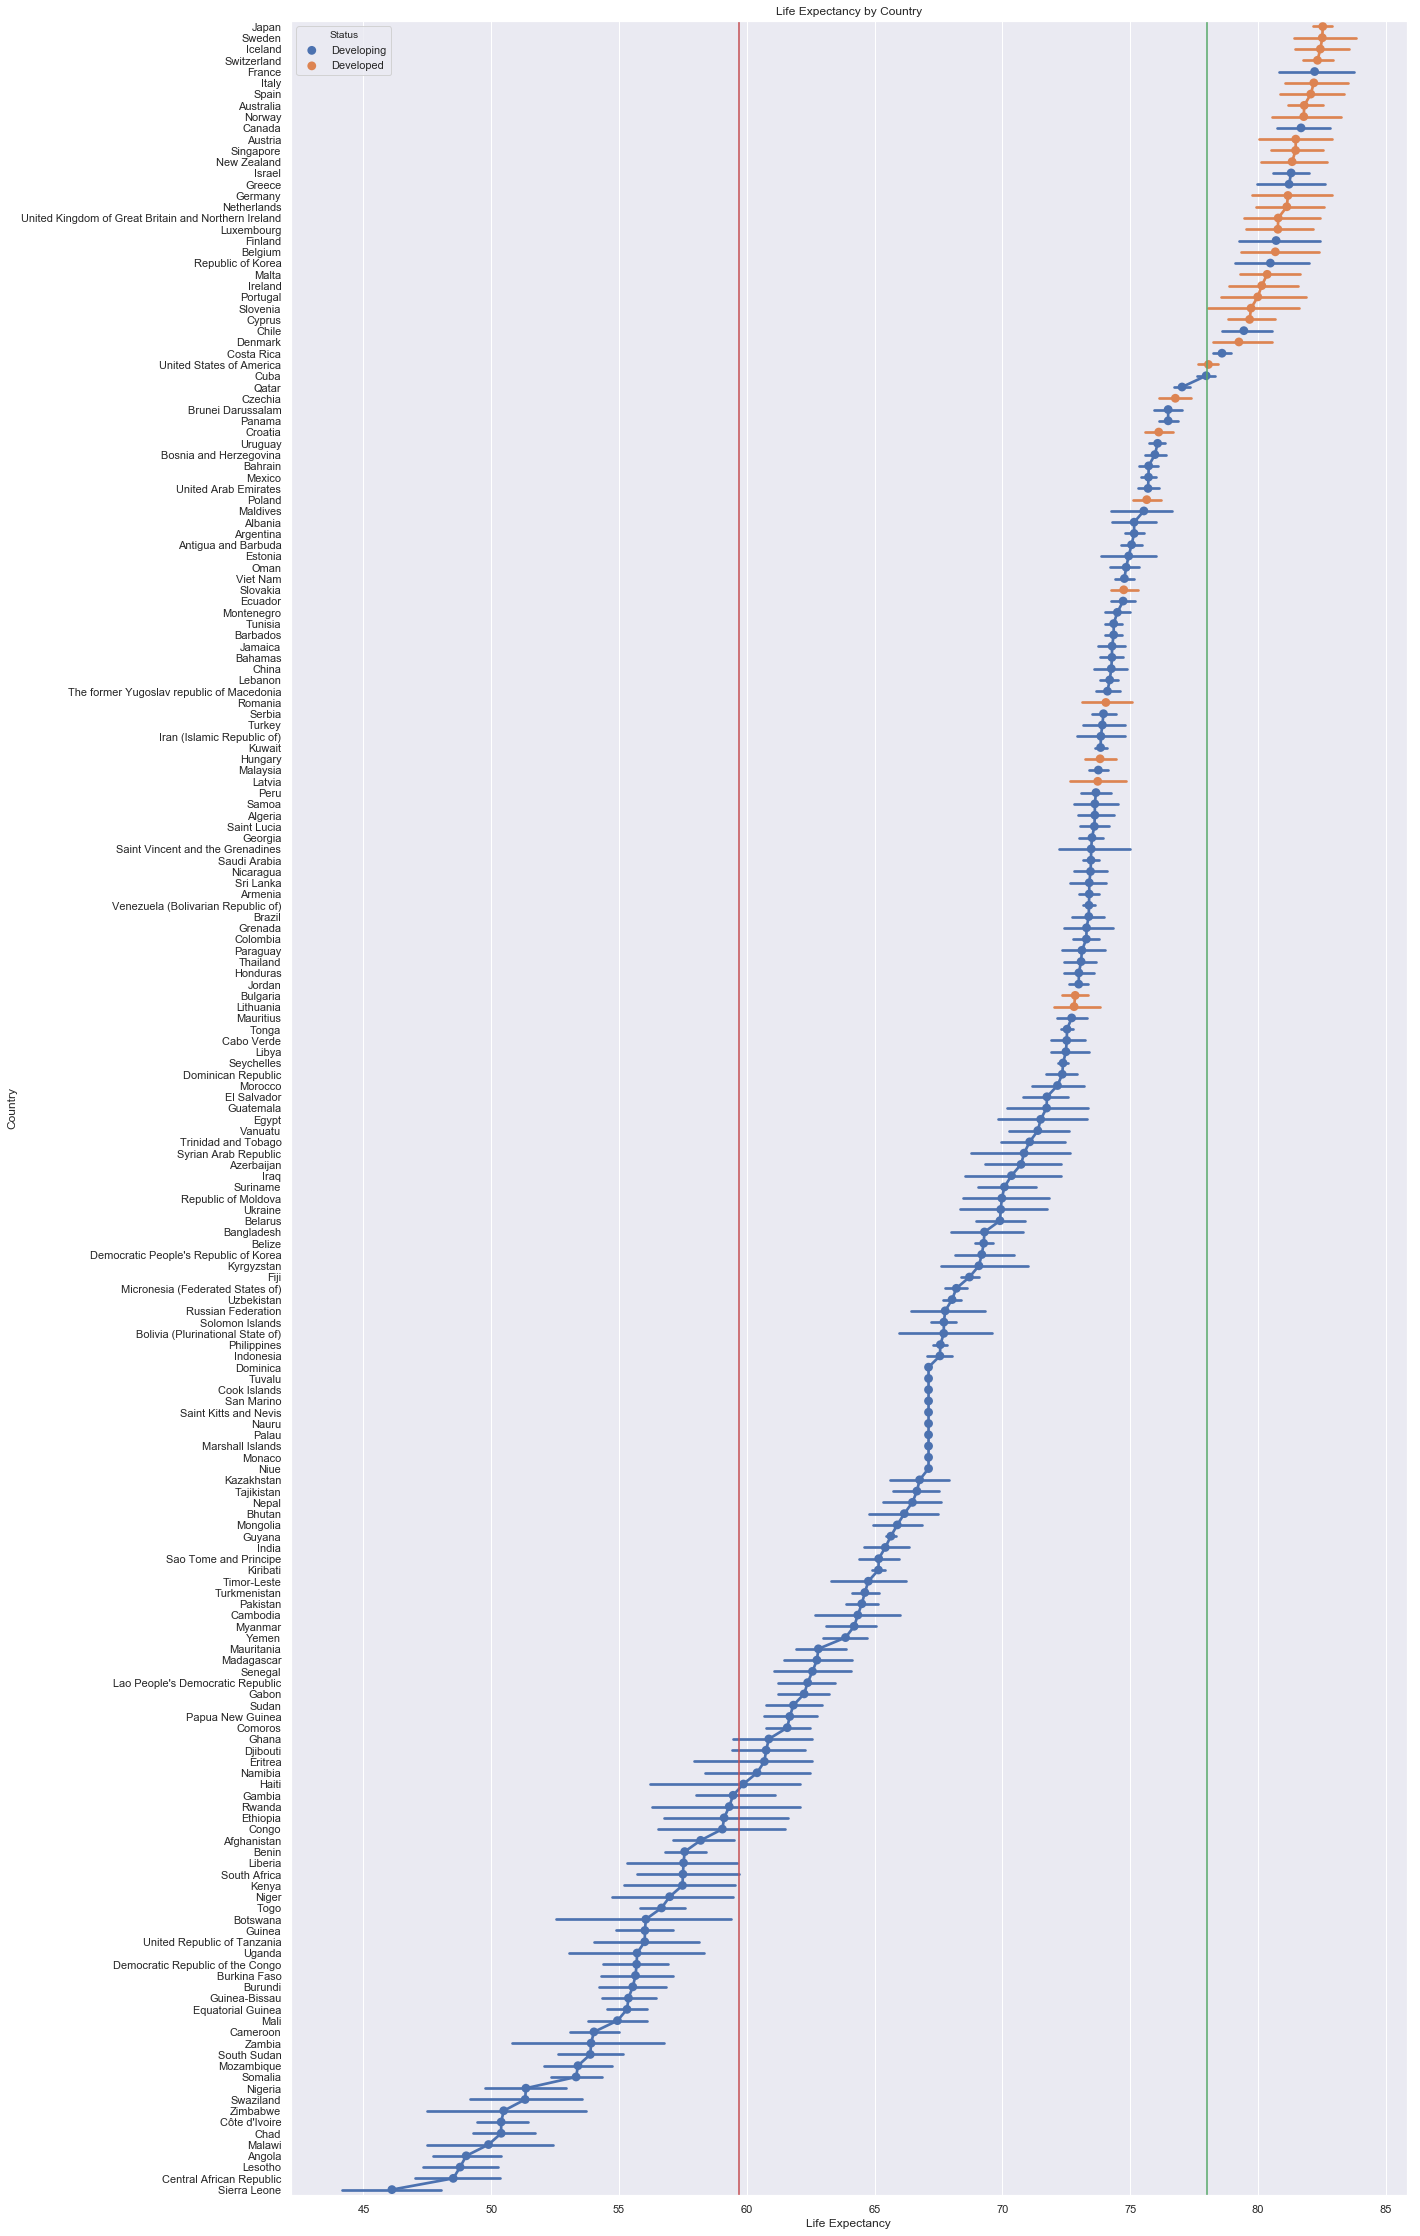 Life Expectancy by Country
Status
Developing
Developed
Japan
Sweden
Iceland
Switzerland
France
Italy
Spain
Australia
Norway
Canada
Austria
Singapore
New Zealand
Israel
Greece
Germany
Netherlands
United Kingdom of Great Britain and Northern Ireland
Luxembourg
Finland
Belgium
Republic of Korea
Malta
Ireland
Portugal
Slovenia
Cyprus
Chile
Denmark
Costa Rica
United States of America
Cuba
Qatar
Czechia
Brunei Darussalam
Panama
Croatia
Uruguay
Bosnia and Herzegovina
Bahrain
Mexico
United Arab Emirates
Poland
Maldives
Albania
Argentina
Antigua and Barbuda
Estonia
Oman
Viet Nam
Slovakia
Ecuador
Montenegro
Tunisia
Barbados
Jamaica
Bahamas
China
Lebanon
The former Yugoslav republic of Macedonia
Romania
Serbia
Turkey
Iran (Islamic Republic of)
Kuwait
Hungary
Malaysia
Latvia
Peru
Samoa
Algeria
Saint Lucia
Georgia
Saint Vincent and the Grenadines
Saudi Arabia
Nicaragua
Sri Lanka
Armenia
Venezuela (Bolivarian Republic of)
Brazil
Grenada
Colombia
Paraguay
Thailand
Honduras
Jordan
Bulgaria
Lithuania
Mauritius
Tonga
Cabo Verde
Libya
Seychelles
Dominican Republic
Morocco
El Salvador
Guatemala
Egypt
Vanuatu
Trinidad and Tobago
Syrian Arab Republic
Azerbaijan
Iraq
Suriname
Republic of Moldova
Ukraine
Belarus
Bangladesh
Belize
Democratic People's Republic of Korea
Kyrgyzstan
Fiji
Micronesia (Federated States of)
Uzbekistan
Russian Federation
Solomon Islands
Bolivia (Plurinational State of)
Philippines
Indonesia
Dominica
Tuvalu
Cook Islands
San Marino
Saint Kitts and Nevis
Nauru
Palau
Marshall Islands
Monaco
Niue
Kazakhstan
Tajikistan
Nepal
Bhutan
Mongolia
Guyana
India
Sao Tome and Principe
Kiribati
Timor-Leste
Turkmenistan
Pakistan
Cambodia
Myanmar
Yemen
Mauritania
Madagascar
Senegal
Lao People's Democratic Republic
Gabon
Sudan
Papua New Guinea
Comoros
Ghana
Djibouti
Eritrea
Namibia
Haiti
Gambia
Rwanda
Ethiopia
Congo
Afghanistan
Benin
Liberia
South Africa
Kenya
Niger
Togo
Botswana
Guinea
United Republic of Tanzania
Uganda
Democratic Republic of the Congo
Burkina Faso
Burundi
Guinea-Bissau
Equatorial Guinea
Mali
Cameroon
Zambia
South Sudan
Mozambique
Somalia
Nigeria
Swaziland
Zimbabwe
Côte d'Ivoire
Chad
Malawi
Angola
Lesotho
Central African Republic
Sierra Leone
Country
45 50 55 60 65 70 75 80 85
Life Expectancy